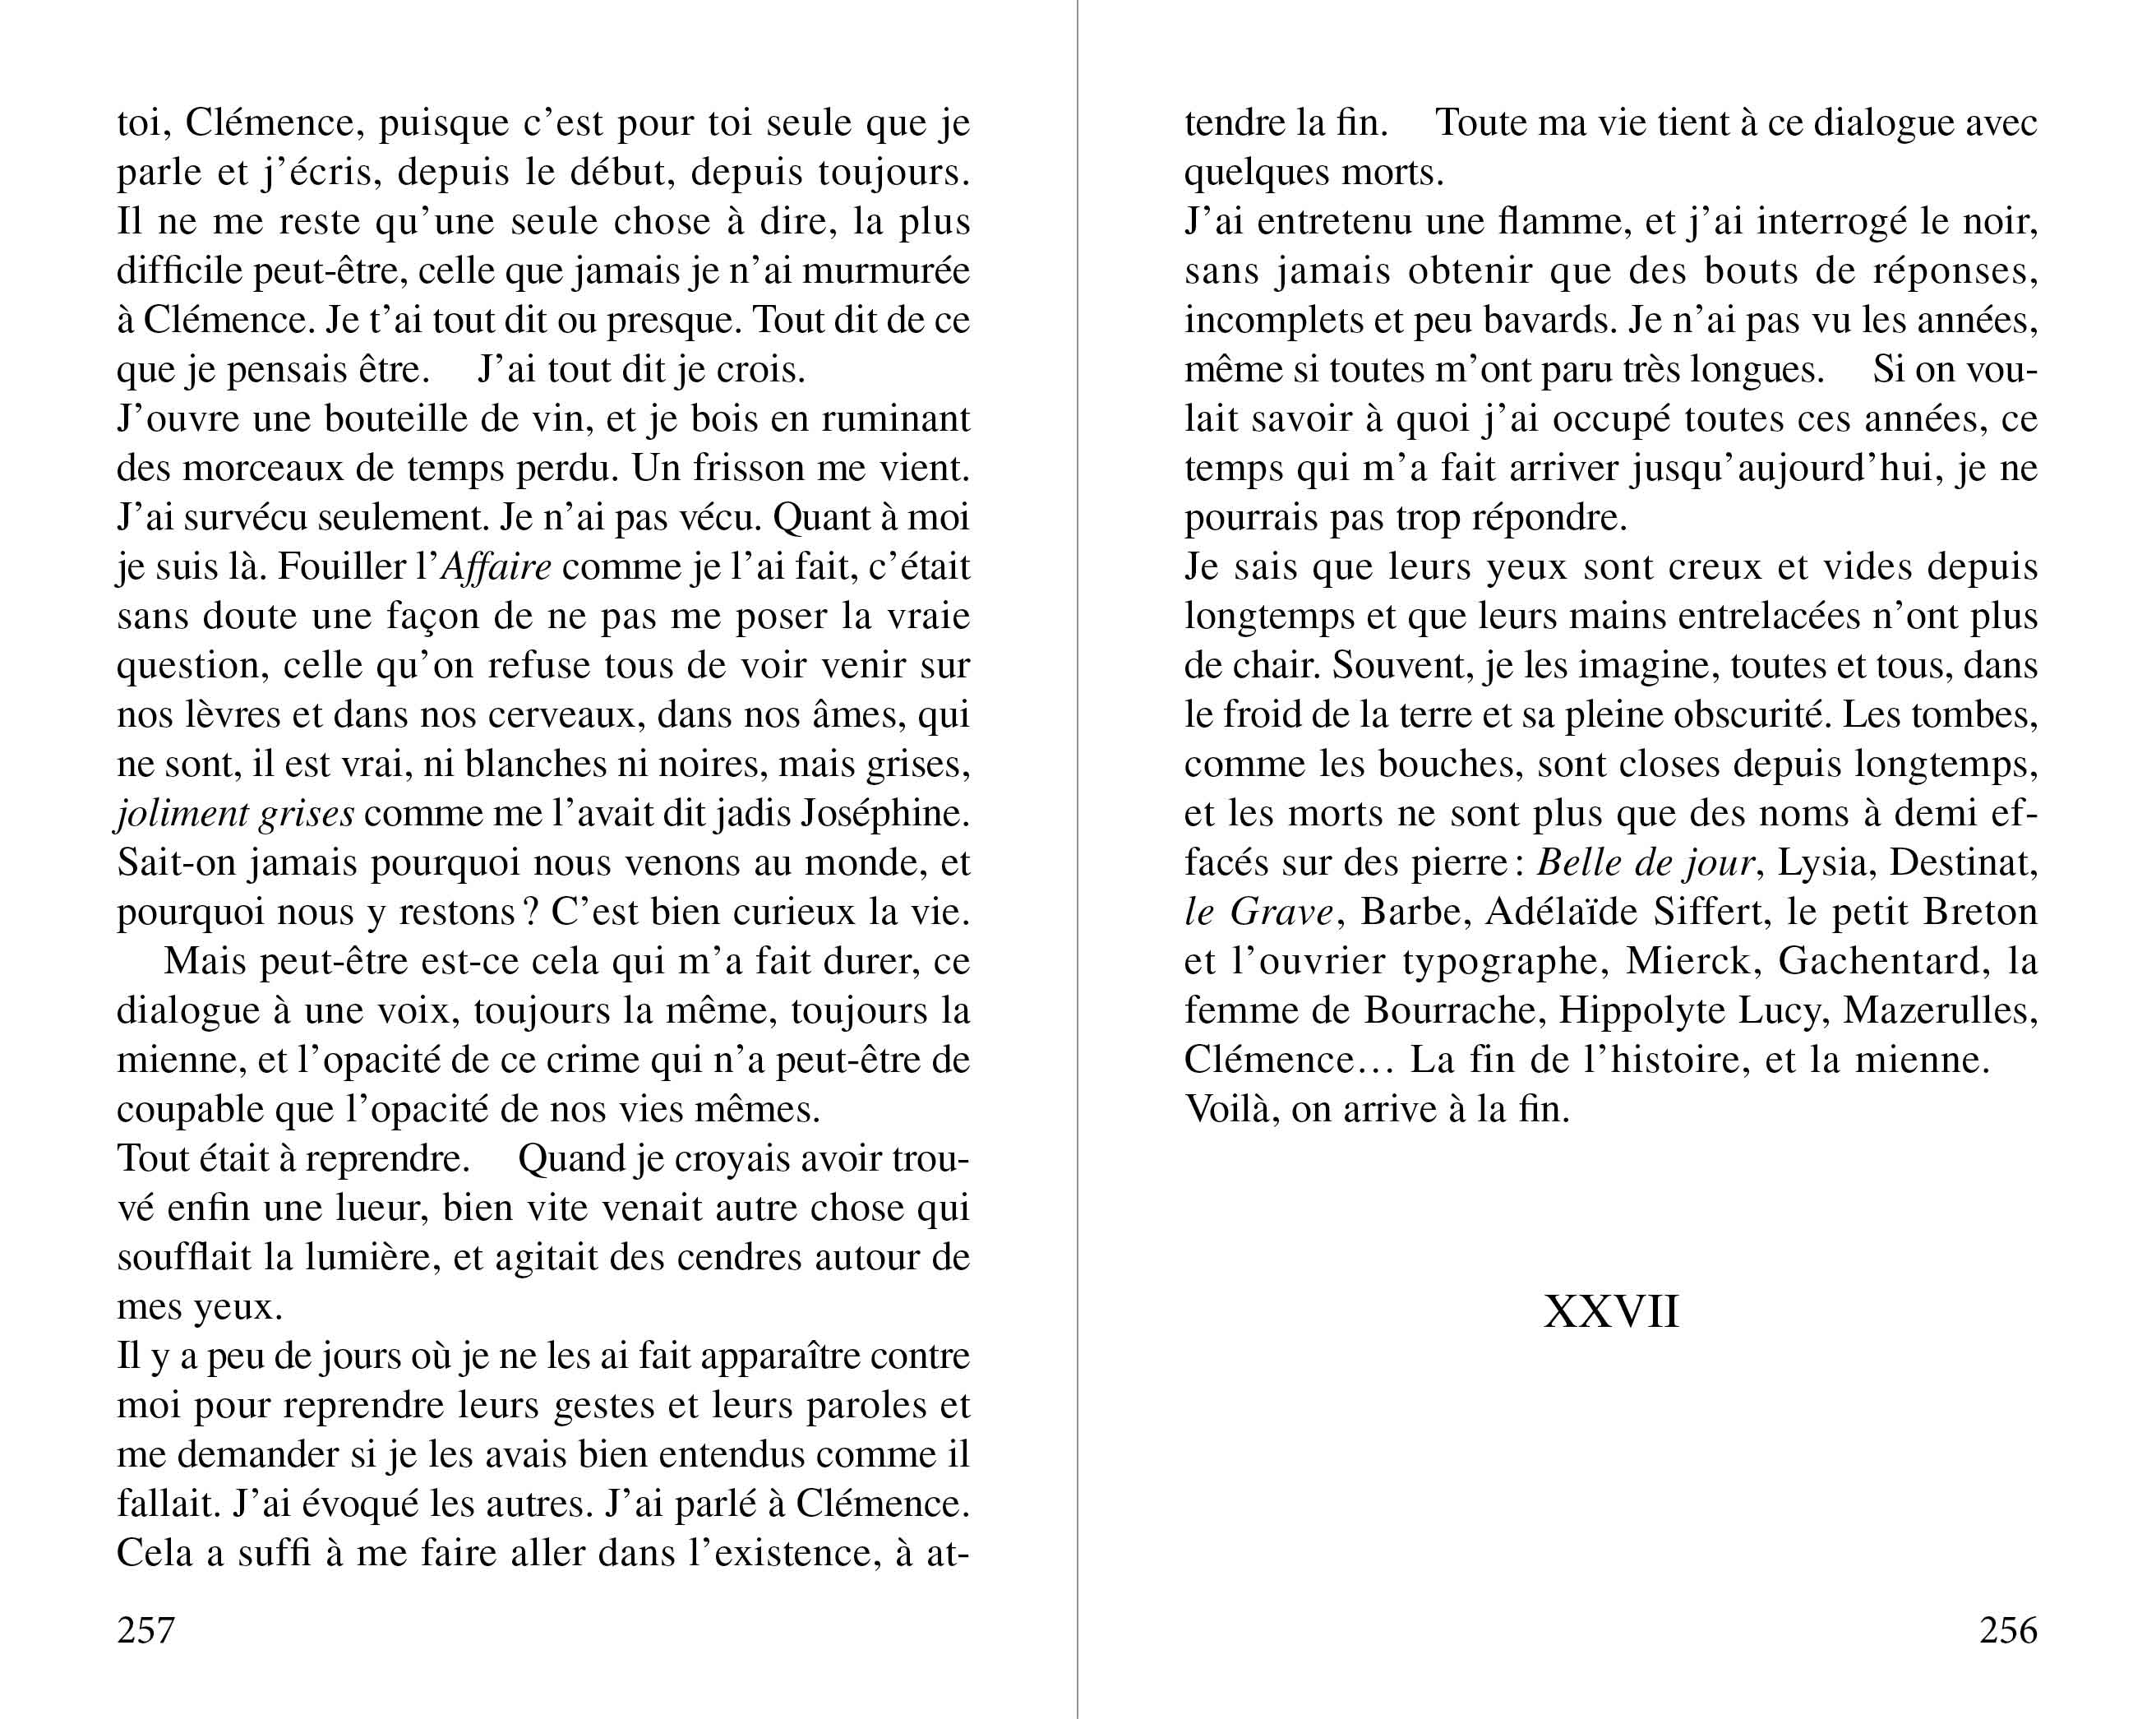 toi, Clémence, puisque c’est pour toi seule que je
parle et j’écris, depuis le début, depuis toujours.
Il ne me reste qu’une seule chose à dire, la plus
difficile peut-être, celle que jamais je n’ai murmurée
à Clémence. Je t’ai tout dit ou presque. Tout dit de ce
que je pensais être. J’ai tout dit je crois.
J’ouvre une bouteille de vin, et je bois en ruminant
des morceaux de temps perdu. Un frisson me vient.
J’ai survécu seulement. Je n’ai pas vécu. Quant à moi
je suis là. Fouiller l’Affaire comme je l’ai fait, c’était
sans doute une façon de ne pas me poser la vraie
question, celle qu’on refuse tous de voir venir sur
nos lèvres et dans nos cerveaux, dans nos âmes, qui
ne sont, il est vrai, ni blanches ni noires, mais grises,
joliment grises comme me l’avait dit jadis Joséphine.
Sait-on jamais pourquoi nous venons au monde, et
pourquoi nous y restons ? C’est bien curieux la vie.
Mais peut-être est-ce cela qui m’a fait durer, ce
dialogue à une voix, toujours la même, toujours la
mienne, et l’opacité de ce crime qui n’a peut-être de
coupable que l’opacité de nos vies mêmes.
Tout était à reprendre. Quand je croyais avoir trou-
vé enfin une lueur, bien vite venait autre chose qui
soufflait la lumière, et agitait des cendres autour de
mes yeux.
Il y a peu de jours où je ne les ai fait apparaître contre
moi pour reprendre leurs gestes et leurs paroles et
me demander si je les avais bien entendus comme il
fallait. J’ai évoqué les autres. J’ai parlé à Clémence.
Cela a suffi à me faire aller dans l’existence, à at-
257
tendre la fin. Toute ma vie tient à ce dialogue avec
quelques morts.
J’ai entretenu une flamme, et j’ai interrogé le noir,
sans jamais obtenir que des bouts de réponses,
incomplets et peu bavards. Je n’ai pas vu les années,
même si toutes m’ont paru très longues. Si on vou-
lait savoir à quoi j’ai occupé toutes ces années, ce
temps qui m’a fait arriver jusqu’aujourd’hui, je ne
pourrais pas trop répondre.
Je sais que leurs yeux sont creux et vides depuis
longtemps et que leurs mains entrelacées n’ont plus
de chair. Souvent, je les imagine, toutes et tous, dans
le froid de la terre et sa pleine obscurité. Les tombes,
comme les bouches, sont closes depuis longtemps,
et les morts ne sont plus que des noms à demi ef-
facés sur des pierre : Belle de jour, Lysia, Destinat,
le Grave, Barbe, Adélaïde Siffert, le petit Breton
et l’ouvrier typographe, Mierck, Gachentard, la
femme de Bourrache, Hippolyte Lucy, Mazerulles,
Clémence… La fin de l’histoire, et la mienne.
Voilà, on arrive à la fin.
XXVII
256